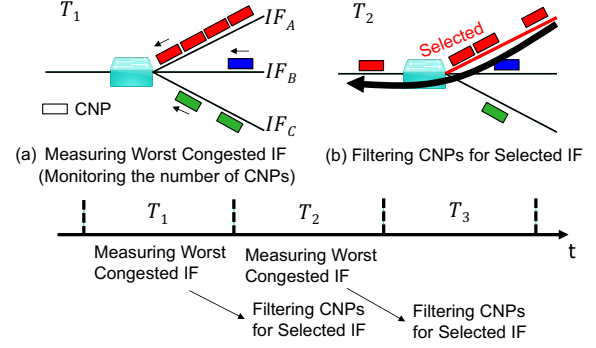 T1
IFA
IFB
IFC
CNP
(a) Measuring Worst Congested IF
(Monitoring the number of CNPs)
T2
Selected
(b) Filtering CNPs for Selected IF
T1
T2
T3
t
Measuring Worst
Congested IF
Measuring Worst
Congested IF
Filtering CNPs
for Selected IF
Filtering CNPs
for Selected IF